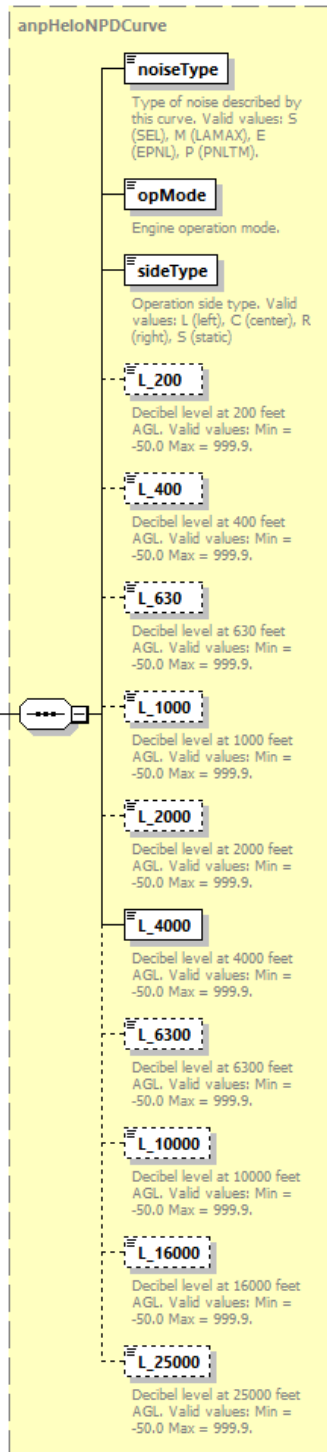 anpHeloNPDCurve
noiseType
Type of noise described by
this curve. Valid values: S
(SEL), M (LAMAX), E
(EPNL), P (PNLTM).
opMode
Engine operation mode.
sideType
Operation side type. Valid
values: L (left), C (center), R
(right), S (static)
L_200
Decibel level at 200 feet
AGL. Valid values: Min =
-50.0 Max = 999.9.
L_400
Decibel level at 400 feet
AGL. Valid values: Min =
-50.0 Max = 999.9.
L_630
Decibel level at 630 feet
AGL. Valid values: Min =
-50.0 Max = 999.9.
L_1000
Decibel level at 1000 feet
AGL. Valid values: Min =
-50.0 Max = 999.9.
L_2000
Decibel level at 2000 feet
AGL. Valid values: Min =
-50.0 Max = 999.9.
L_4000
Decibel level at 4000 feet
AGL. Valid values: Min =
-50.0 Max = 999.9.
L_6300
Decibel level at 6300 feet
AGL. Valid values: Min =
-50.0 Max = 999.9.
L_10000
Decibel level at 10000 feet
AGL. Valid values: Min =
-50.0 Max = 999.9.
L_16000
Decibel level at 16000 feet
AGL. Valid values: Min =
-50.0 Max = 999.9.
L_25000
Decibel level at 25000 feet
AGL. Valid values: Min =
-50.0 Max = 999.9.